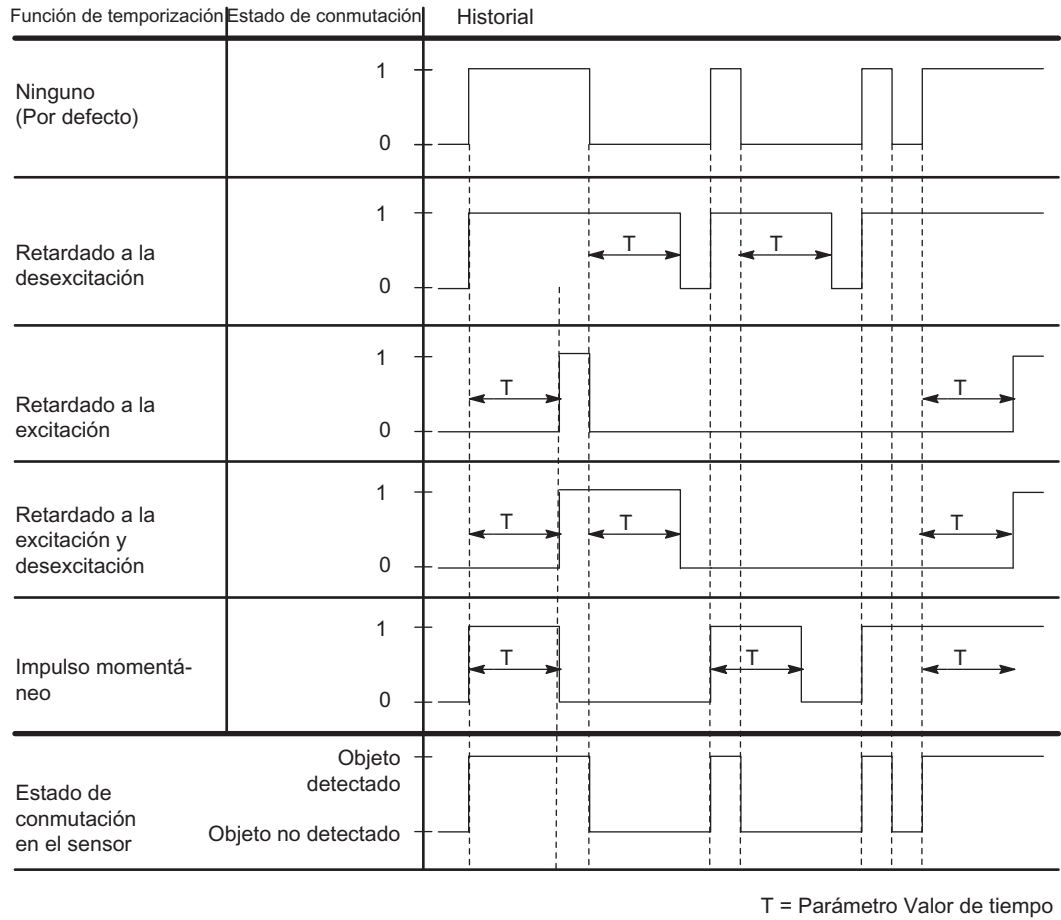 Función de temporización Estado de conmutación Historial
Ninguno
(Por defecto)
1
0
Retardado a la
desexcitación
1
0
T T
Retardado a la
excitación
1
0
T T
Retardado a la
excitación y
desexcitación
1
0
T T T
Impulso momentá-
neo
1
0
T T T
Estado de
conmutación
en el sensor
Objeto
detectado
Objeto no detectado
T = Parámetro Valor de tiempo